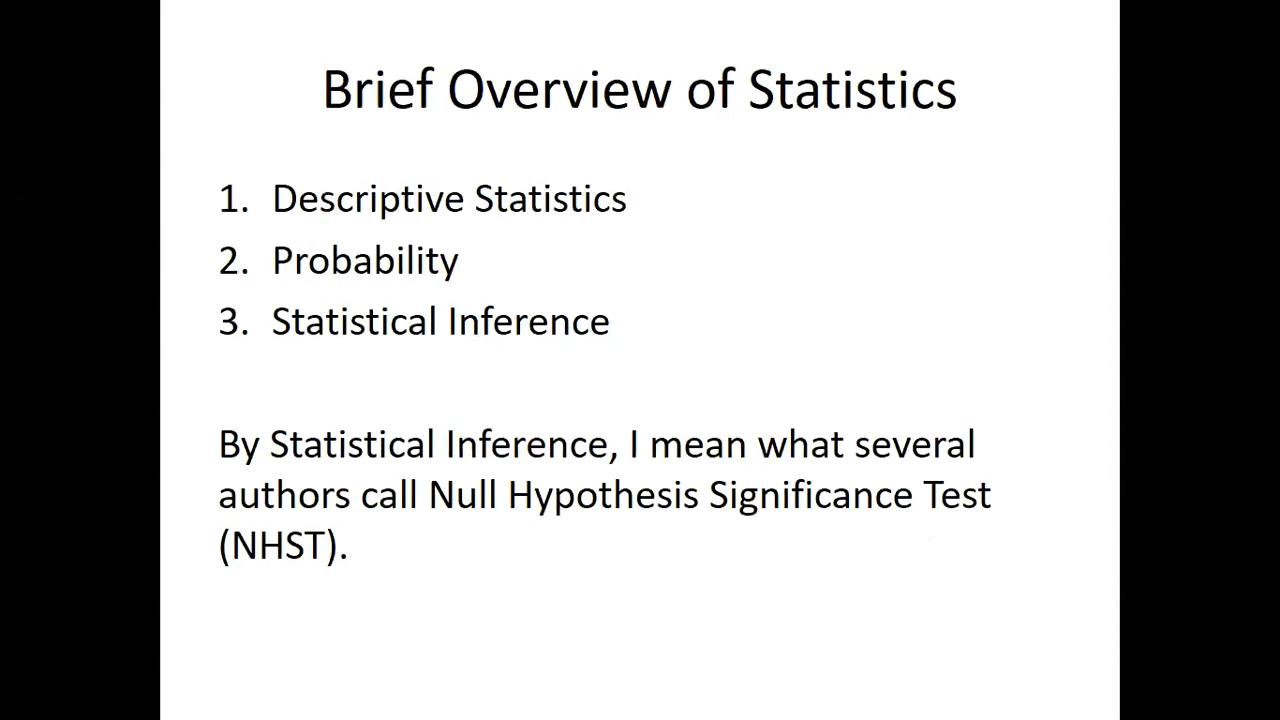 Brief Overview of Statistics
1. Descriptive Statistics
2. Probability
3. Statistical Inference
By Statistical Inference, I mean what several
authors call Null Hypothesis Significance Test
(NHST).